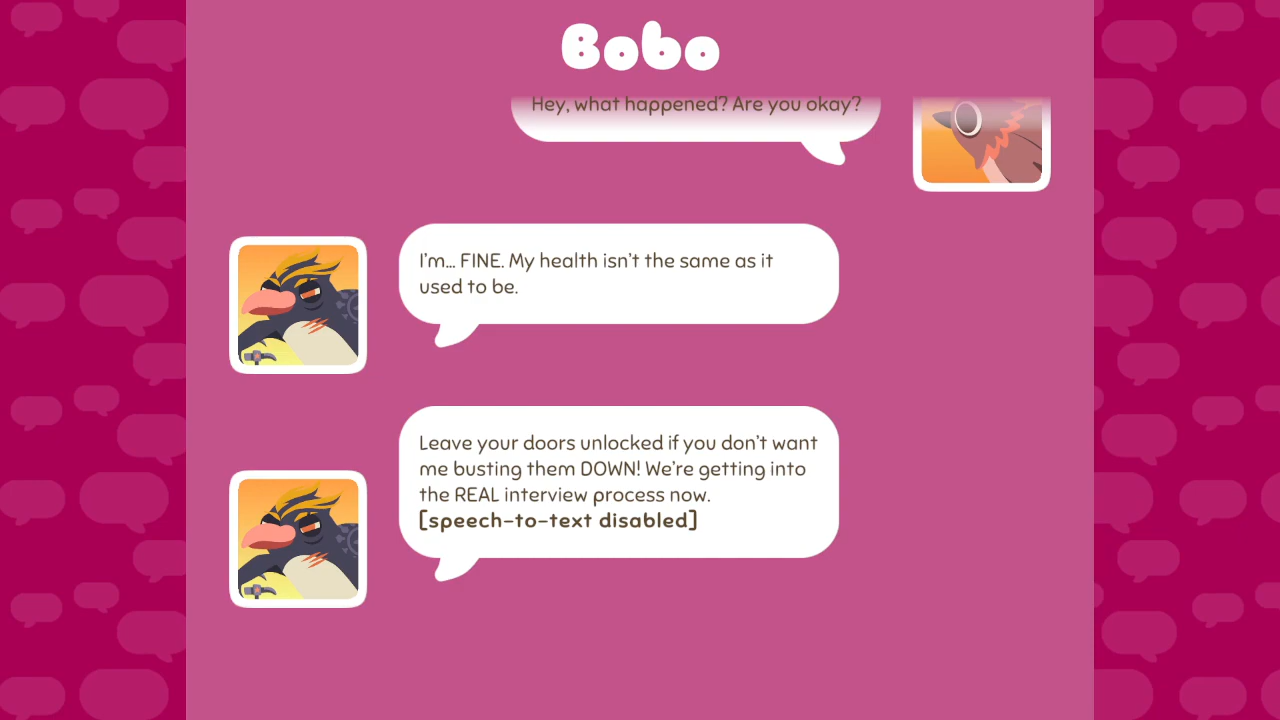 Bobo
Hey, what happened? Are you okay?
I'm... FINE. My health isn't the same as it
used to be.
Leave your doors unlocked if you don't want
me busting them DOWN! We're getting into
the REAL interview process now.
[speech-to-text disabled]